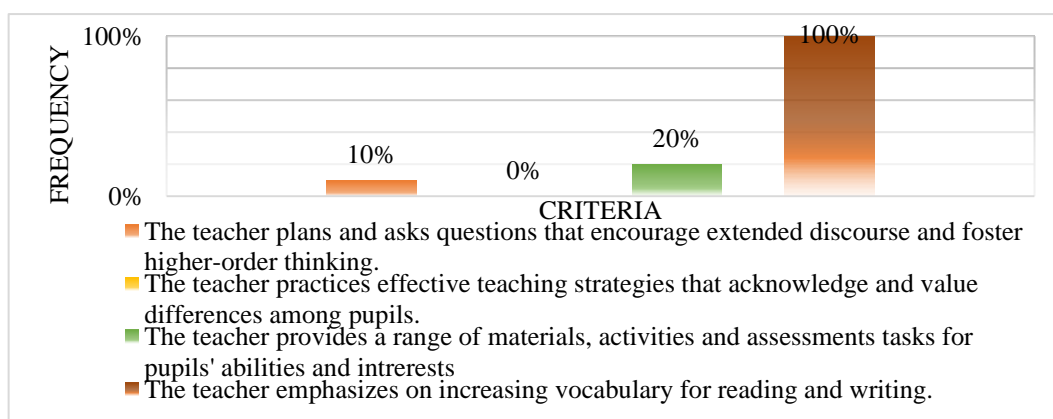 100%
100%
FREQUENCY
20%
10%
0%
0%
CRITERIA
The teacher plans and asks questions that encourage extended discourse and foster
higher-order thinking.
The teacher practices effective teaching strategies that acknowledge and value
differences among pupils.
The teacher provides a range of materials, activities and assessments tasks for
pupils' abilities and intrerests
The teacher emphasizes on increasing vocabulary for reading and writing.